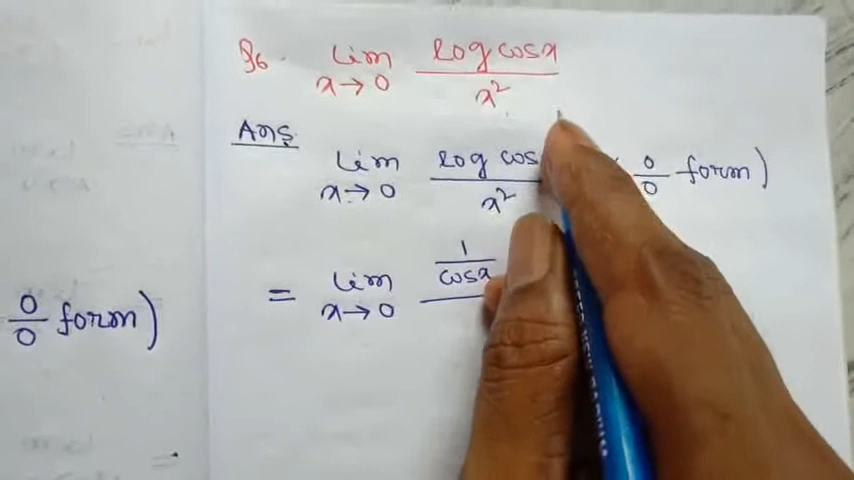 Q6. lim x→0 log cosx / x²
Ans
lim x→0 log cos / x² 0/0 form)
= lim x→0 1/cosx
0/0 form)